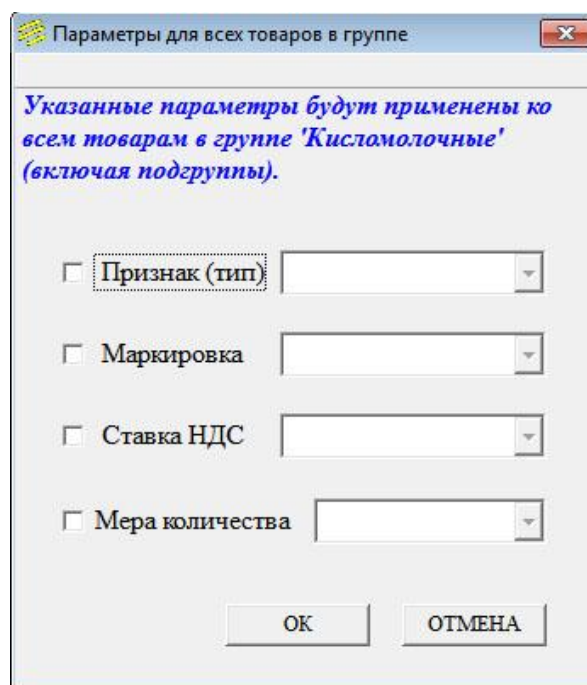 Параметры для всех товаров в группе
Указанные параметры будут применены ко
всем товарам в группе 'Кисломолочные'
(включая подгруппы).
Признак (тип)
Маркировка
Ставка НДС
Мера количества
ОК ОТМЕНА